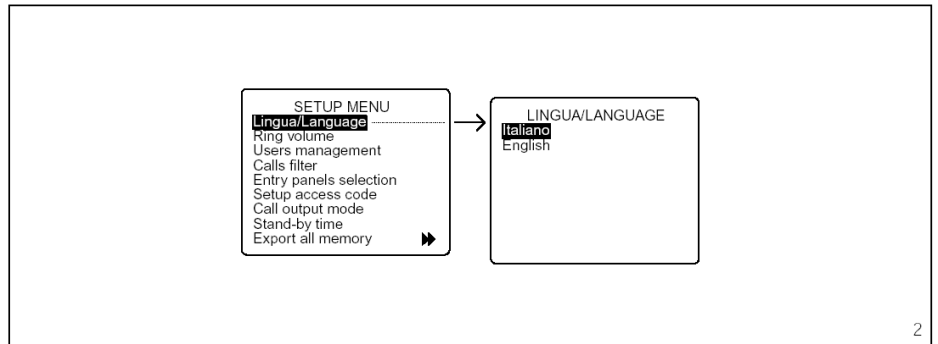 SETUP MENU
Lingua/Language
Ring volume
Users management
Calls filter
Entry panels selection
Setup access code
Call output mode
Stand-by time
Export all memory
LINGUA/LANGUAGE
Italiano
English
2